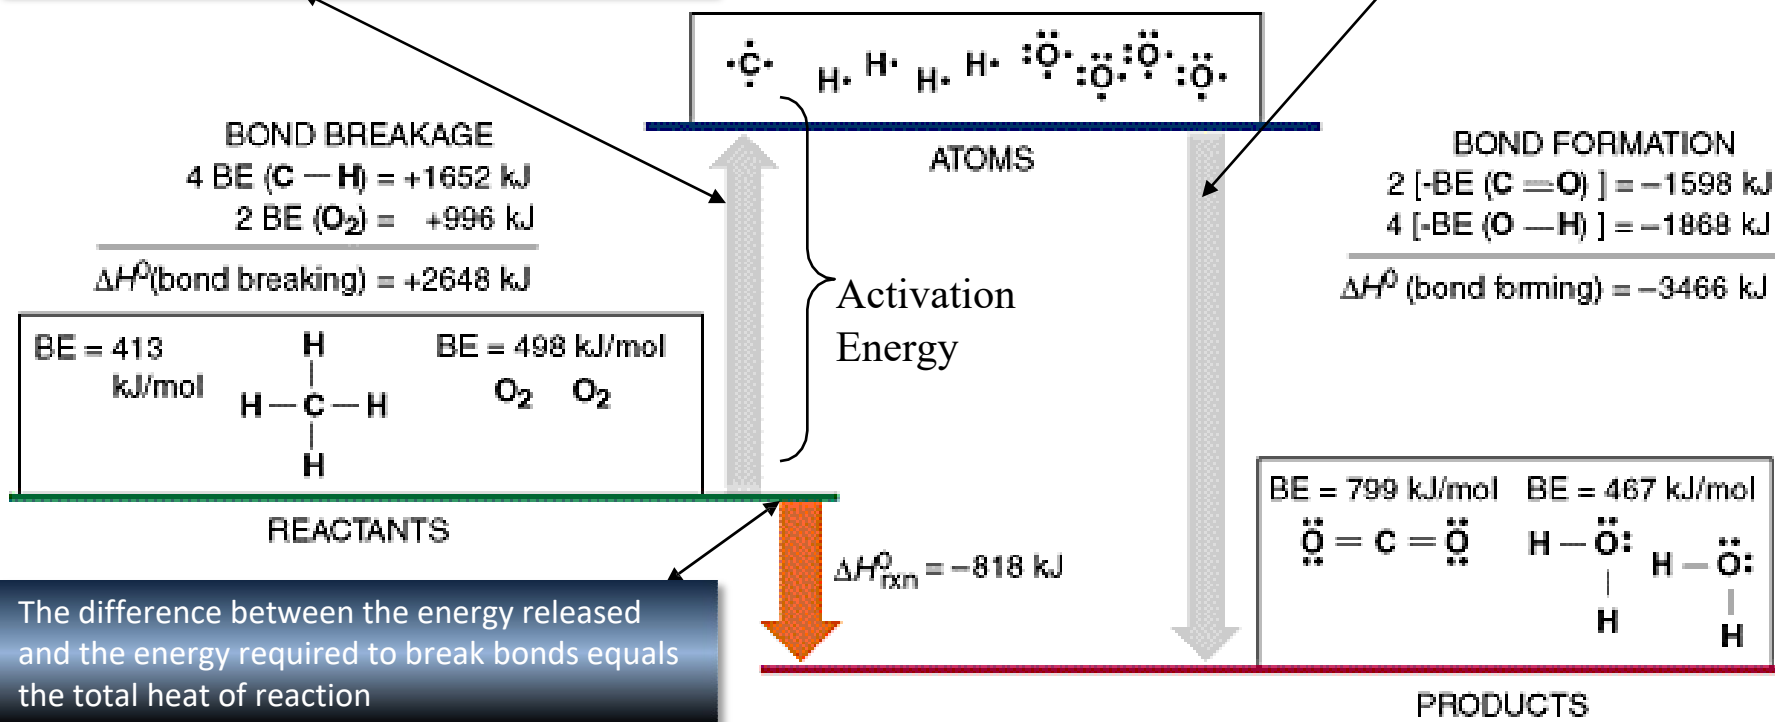 ·C· H· H· H· H· :O· :O· :O· :O·
ATOMS
BOND BREAKAGE
4 BE (C — H) = +1652 kJ
2 BE (O₂) = +996 kJ
ΔH⁰(bond breaking) = +2648 kJ
BOND FORMATION
2 [-BE (C = O) ] = −1598 kJ
4 [-BE (O — H) ] = −1868 kJ
ΔH⁰ (bond forming) = −3466 kJ
Activation
Energy
BE = 413
kJ/mol
H
H — C — H
H
BE = 498 kJ/mol
O₂ O₂
REACTANTS
ΔH⁰rxn = −818 kJ
BE = 799 kJ/mol BE = 467 kJ/mol
O = C = O
H — O:
H
H — O:
H
PRODUCTS
The difference between the energy released
and the energy required to break bonds equals
the total heat of reaction